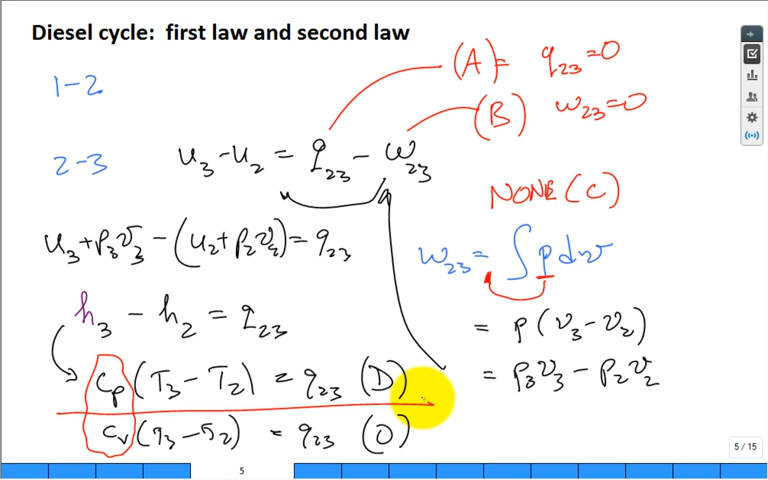 Diesel cycle: first law and second law
1-2
(A) = q₂₃=0
(B) w₂₃=0
2-3
u₃-u₂ = q₂₃ - w₂₃
NONE (C)
u₃+p₃v₃ - (u₂+p₂v₂) = q₂₃
w₂₃ = ∫ p dv
h₃ - h₂ = q₂₃
= p (v₃ - v₂)
cp (T₃ - T₂) = q₂₃ (D)
= p₃v₃ - p₂v₂
cv (T₃ - T₂) = q₂₃ (O)
5 / 15
5